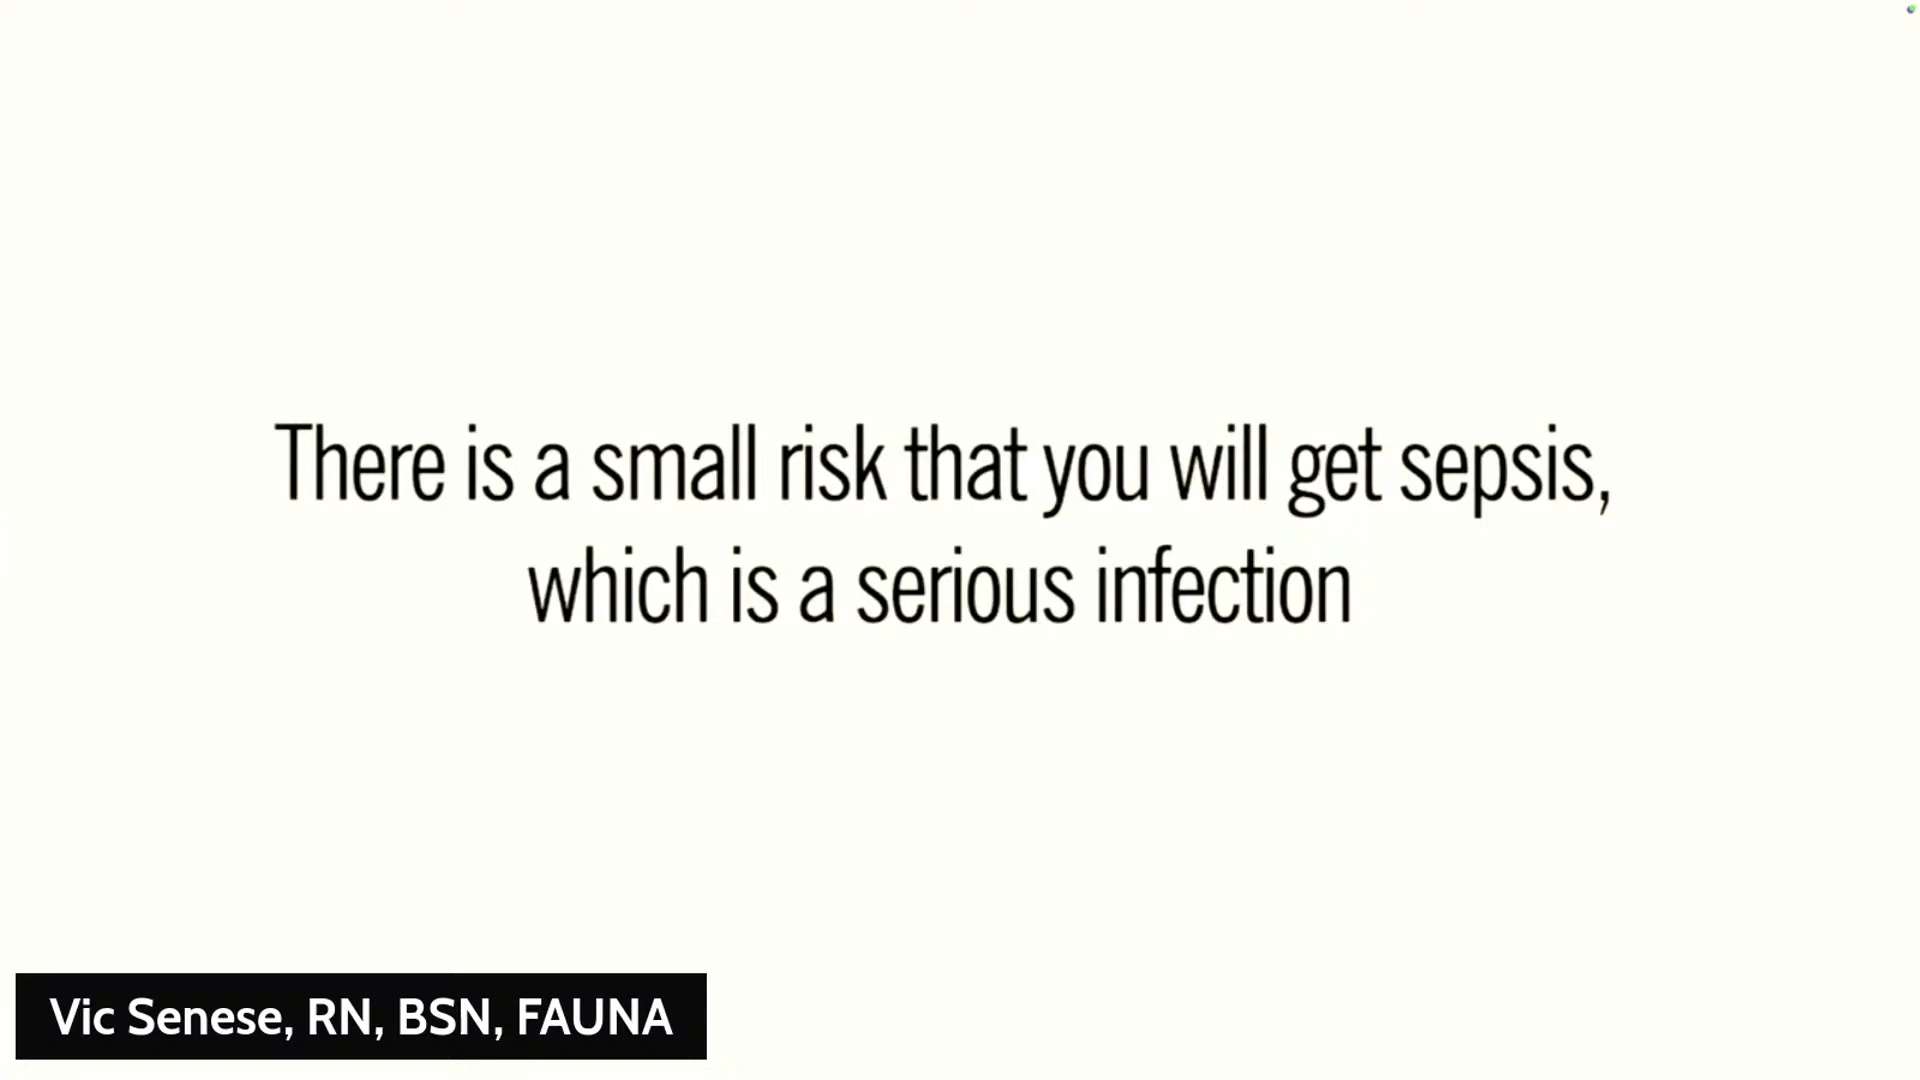 There is a small risk that you will get sepsis,
which is a serious infection
Vic Senese, RN, BSN, FAUNA